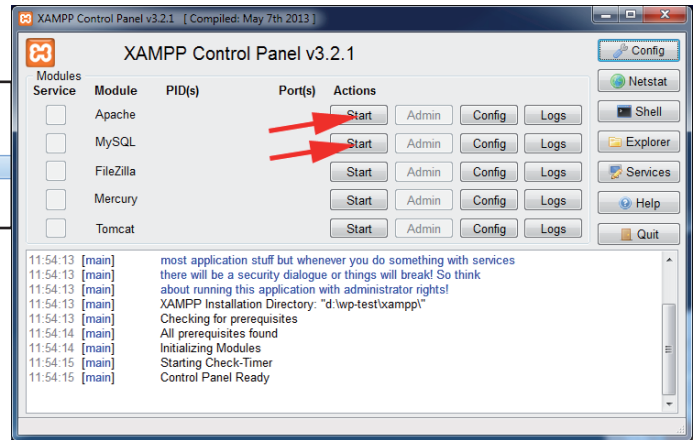 XAMPP Control Panel v3.2.1 [ Compiled: May 7th 2013 ]
XAMPP Control Panel v3.2.1
Config
Modules
Service Module PID(s) Port(s) Actions
Netstat
Apache Start Admin Config Logs
Shell
MySQL Start Admin Config Logs
Explorer
FileZilla Start Admin Config Logs
Services
Mercury Start Admin Config Logs
Help
Tomcat Start Admin Config Logs
Quit
11:54:13 [main] most application stuff but whenever you do something with services
11:54:13 [main] there will be a security dialogue or things will break! So think
11:54:13 [main] about running this application with administrator rights!
11:54:13 [main] XAMPP Installation Directory: "d:\wp-test\xampp\"
11:54:13 [main] Checking for prerequisites
11:54:14 [main] All prerequisites found
11:54:14 [main] Initializing Modules
11:54:15 [main] Starting Check-Timer
11:54:15 [main] Control Panel Ready